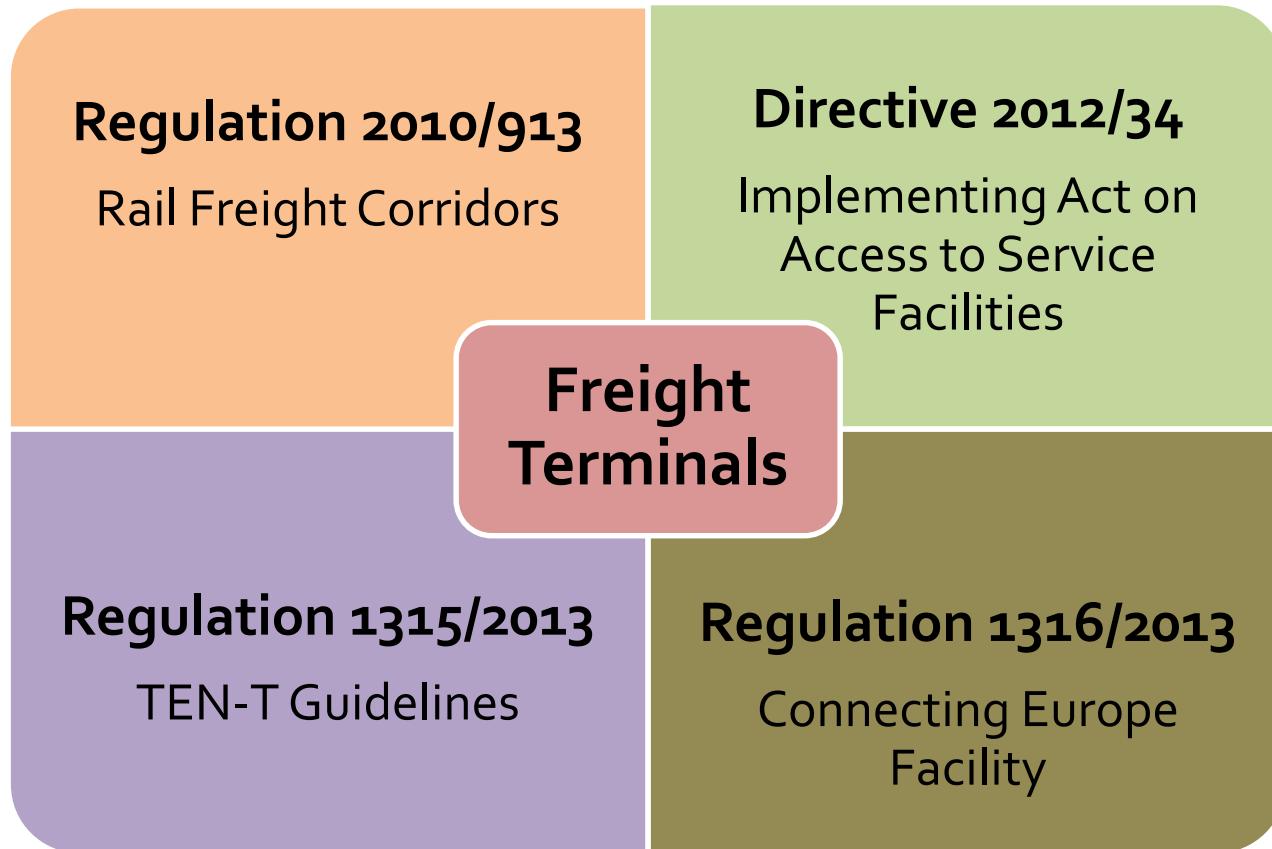 Regulation 2010/913
Rail Freight Corridors
Directive 2012/34
Implementing Act on
Access to Service
Facilities
Freight
Terminals
Regulation 1315/2013
TEN-T Guidelines
Regulation 1316/2013
Connecting Europe
Facility